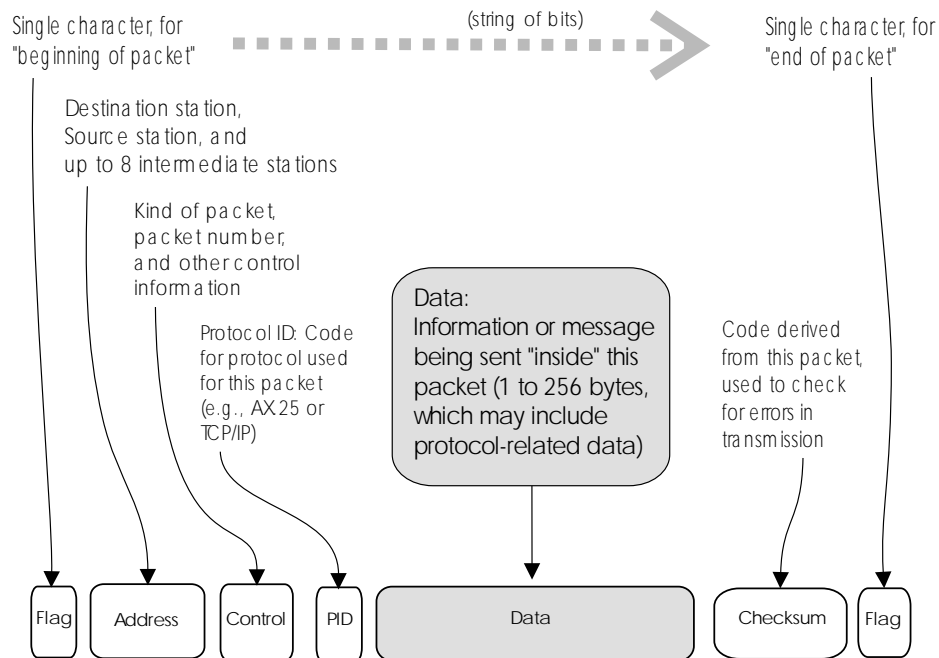 Single character, for
"beginning of packet"
(string of bits)
Single character, for
"end of packet"
Destination station,
Source station, and
up to 8 intermediate stations
Kind of packet,
packet number,
and other control
information
Protocol ID: Code
for protocol used
for this packet
(e.g., AX.25 or
TCP/IP)
Data:
Information or message
being sent "inside" this
packet (1 to 256 bytes,
which may include
protocol-related data)
Code derived
from this packet,
used to check
for errors in
transmission
Flag
Address
Control
PID
Data
Checksum
Flag